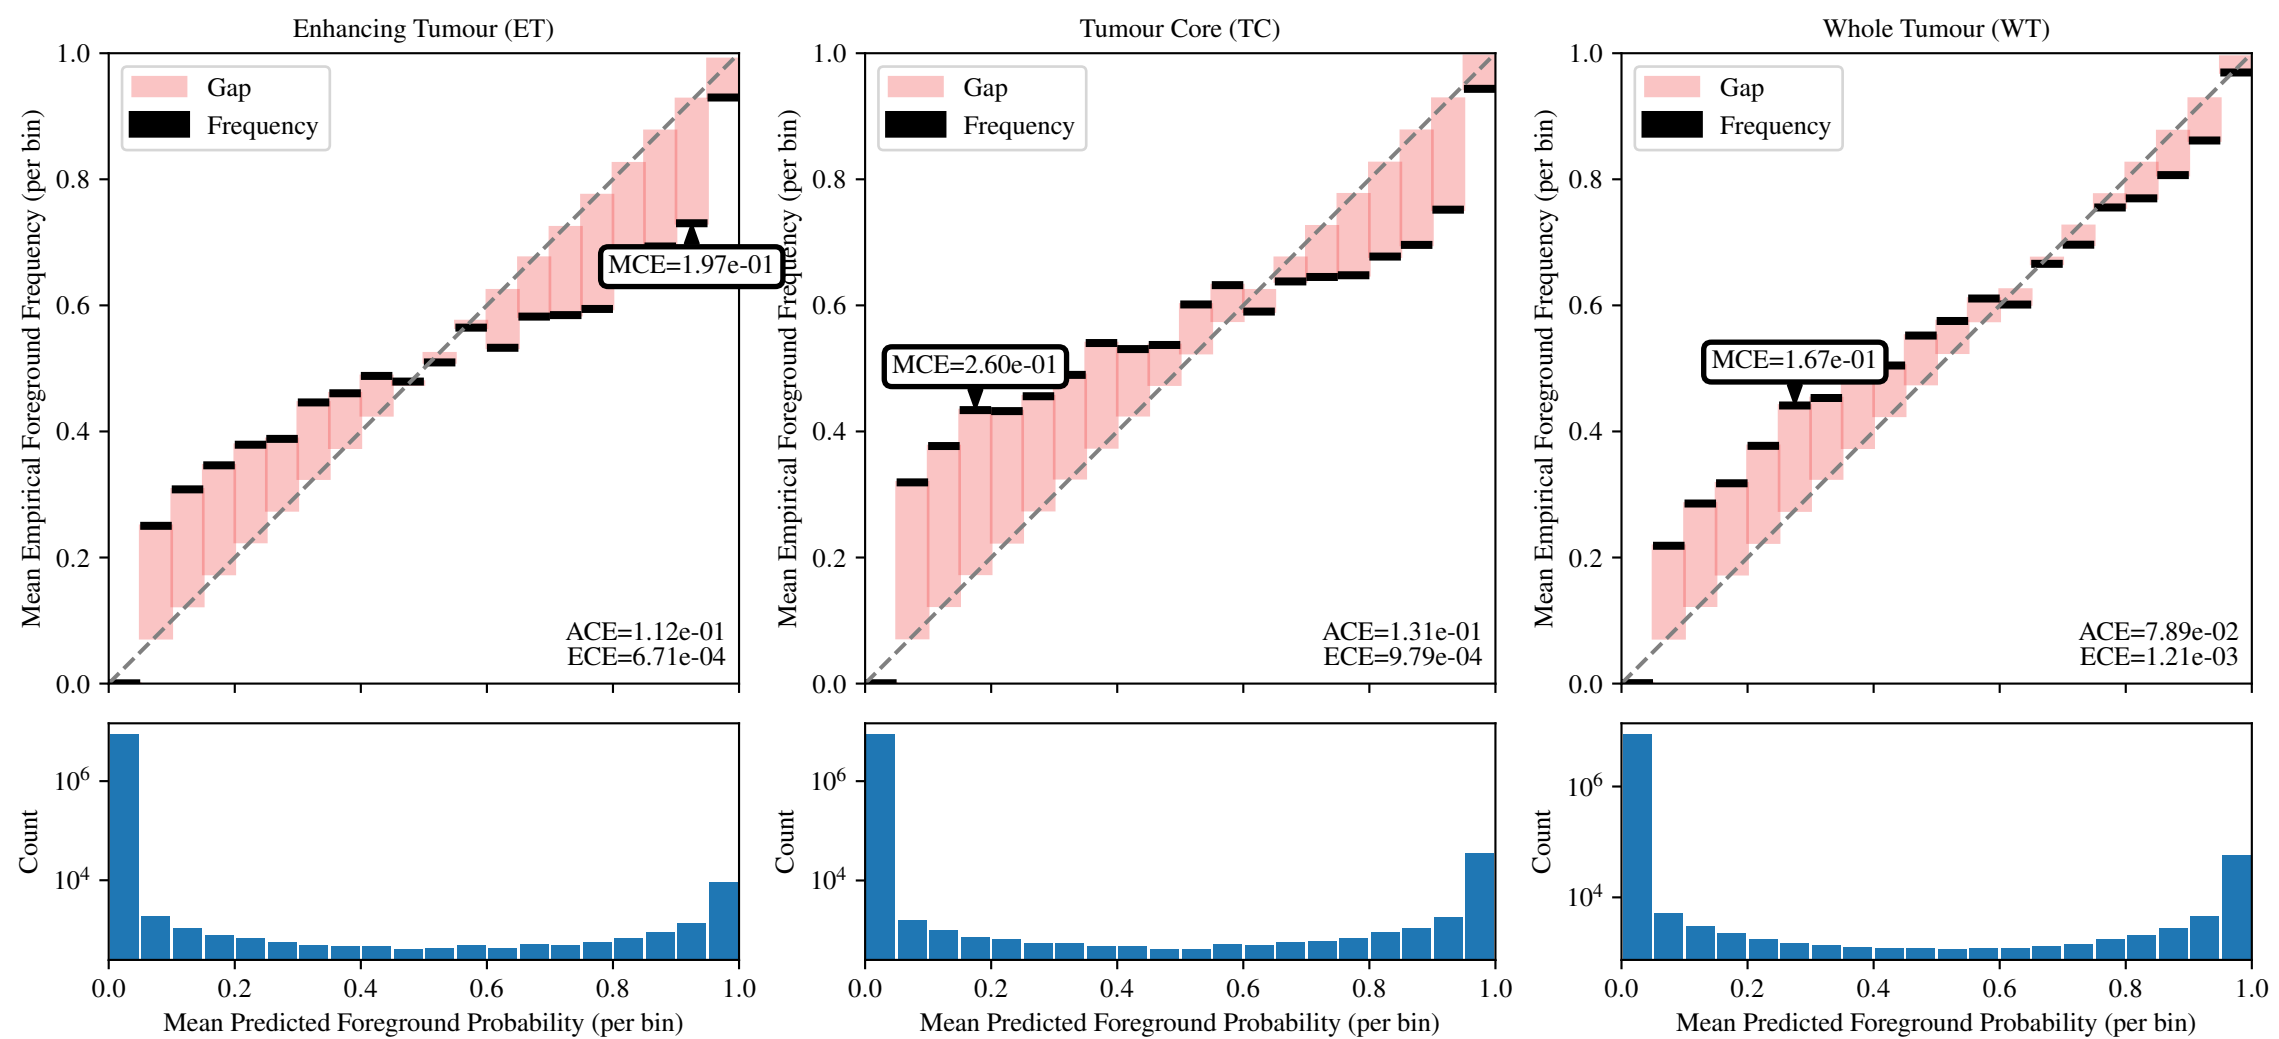 Enhancing Tumour (ET)
Mean Empirical Foreground Frequency (per bin)
1.0
0.8
0.6
0.4
0.2
0.0
Gap
Frequency
MCE=1.97e-01
ACE=1.12e-01
ECE=6.71e-04
Count
10^6
10^4
0.0 0.2 0.4 0.6 0.8 1.0
Mean Predicted Foreground Probability (per bin)
Tumour Core (TC)
Mean Empirical Foreground Frequency (per bin)
1.0
0.8
0.6
0.4
0.2
0.0
Gap
Frequency
MCE=2.60e-01
ACE=1.31e-01
ECE=9.79e-04
Count
10^6
10^4
0.0 0.2 0.4 0.6 0.8 1.0
Mean Predicted Foreground Probability (per bin)
Whole Tumour (WT)
Mean Empirical Foreground Frequency (per bin)
1.0
0.8
0.6
0.4
0.2
0.0
Gap
Frequency
MCE=1.67e-01
ACE=7.89e-02
ECE=1.21e-03
Count
10^6
10^4
0.0 0.2 0.4 0.6 0.8 1.0
Mean Predicted Foreground Probability (per bin)